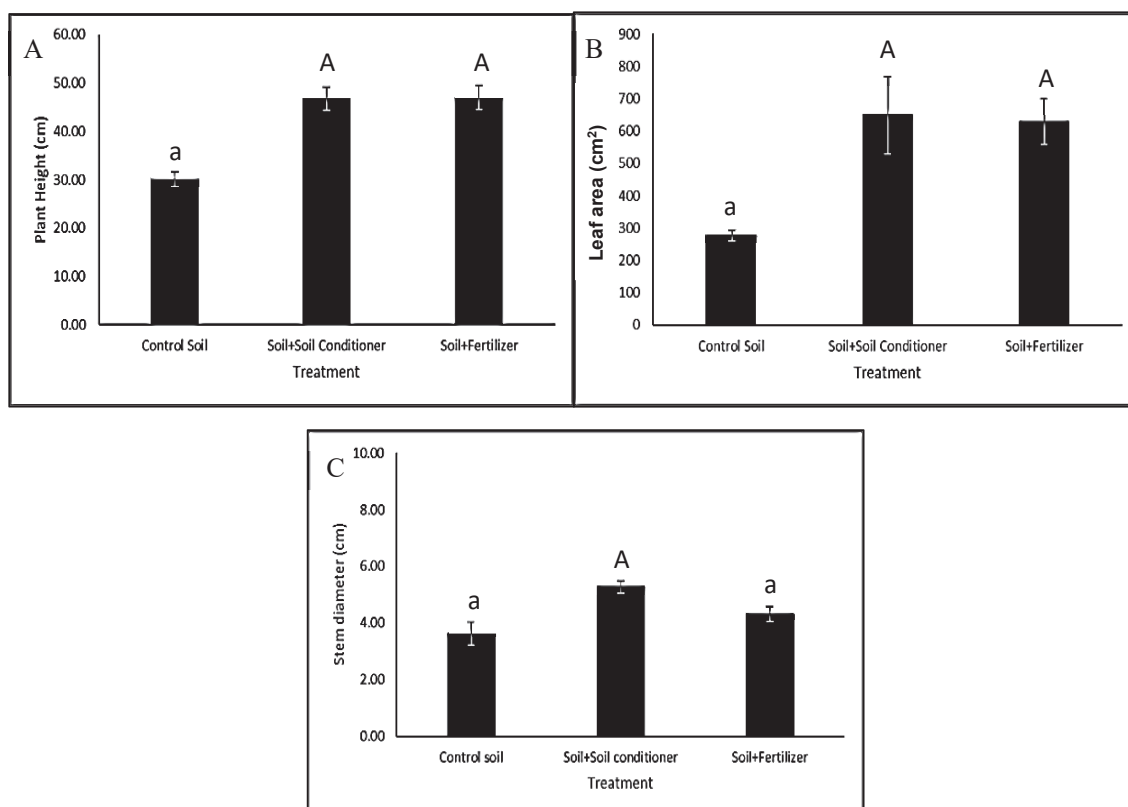 A
Plant Height (cm)
60.00
50.00
40.00
30.00
20.00
10.00
0.00
a
A
A
Control Soil
Soil+Soil Conditioner
Soil+Fertilizer
Treatment
B
Leaf area (cm²)
900
800
700
600
500
400
300
200
100
0
a
A
A
Control Soil
Soil+Soil Conditioner
Soil+Fertilizer
Treatment
C
Stem diameter (cm)
10.00
8.00
6.00
4.00
2.00
0.00
a
A
a
Control soil
Soil+Soil conditioner
Soil+Fertilizer
Treatment